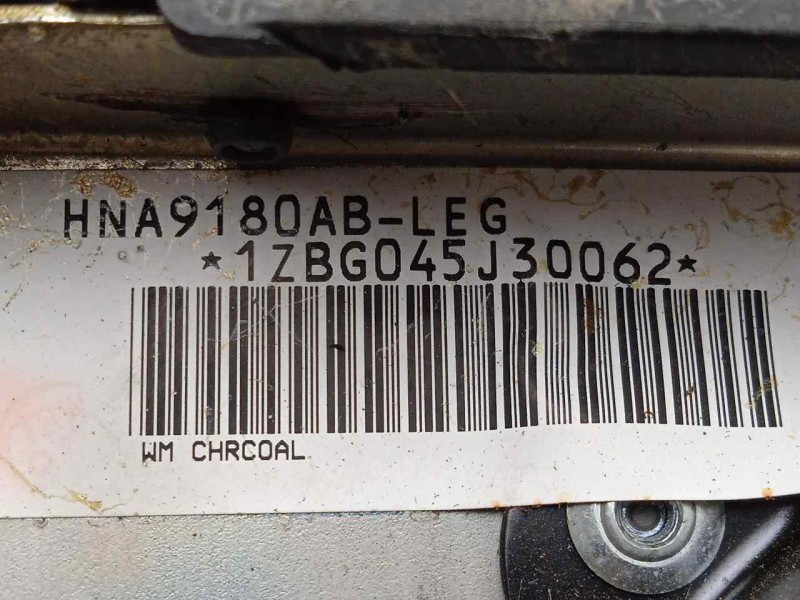 HNA9180AB-LEG
*1ZBG045J30062*
WM CHRCOAL